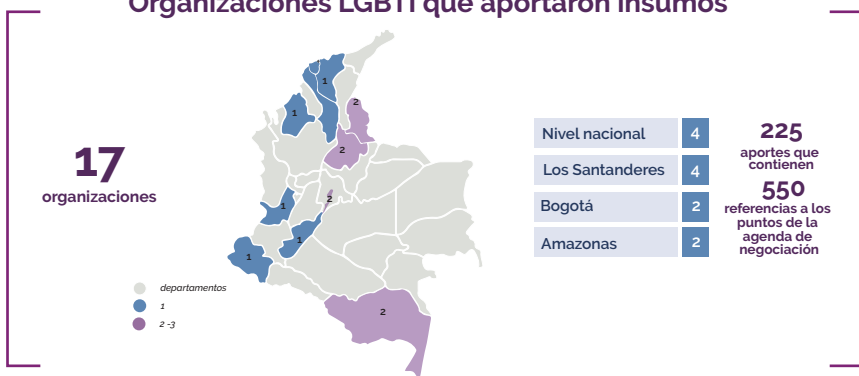 Organizaciones LGBTI que aportaron insumos
17
organizaciones
1
1
2
2
2
1
1
1
2
departamentos
1
2 -3
Nivel nacional 4
Los Santanderes 4
Bogotá 2
Amazonas 2
225
aportes que
contienen
550
referencias a los
puntos de la
agenda de
negociación